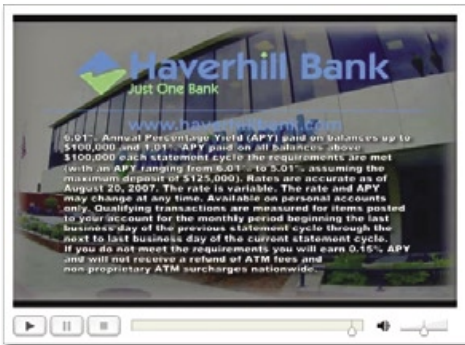 Haverhill Bank
Just One Bank
www.haverhillbank.com
6.01% Annual Percentage Yield (APY) paid on balances up to
$100,000 and 1.01% APY paid on all balances above
$100,000 each statement cycle the requirements are met
(with an APY ranging from 6.01% to 5.01% assuming the
maximum deposit of $125,000). Rates are accurate as of
August 20, 2007. The rate is variable. The rate and APY
may change at any time. Available on personal accounts
only. Qualifying transactions are measured for items posted
to your account for the monthly period beginning the last
business day of the previous statement cycle through the
next to last business day of the current statement cycle.
If you do not meet the requirements you will earn 0.15% APY
and will not receive a refund of ATM fees and
non proprietary ATM surcharges nationwide.